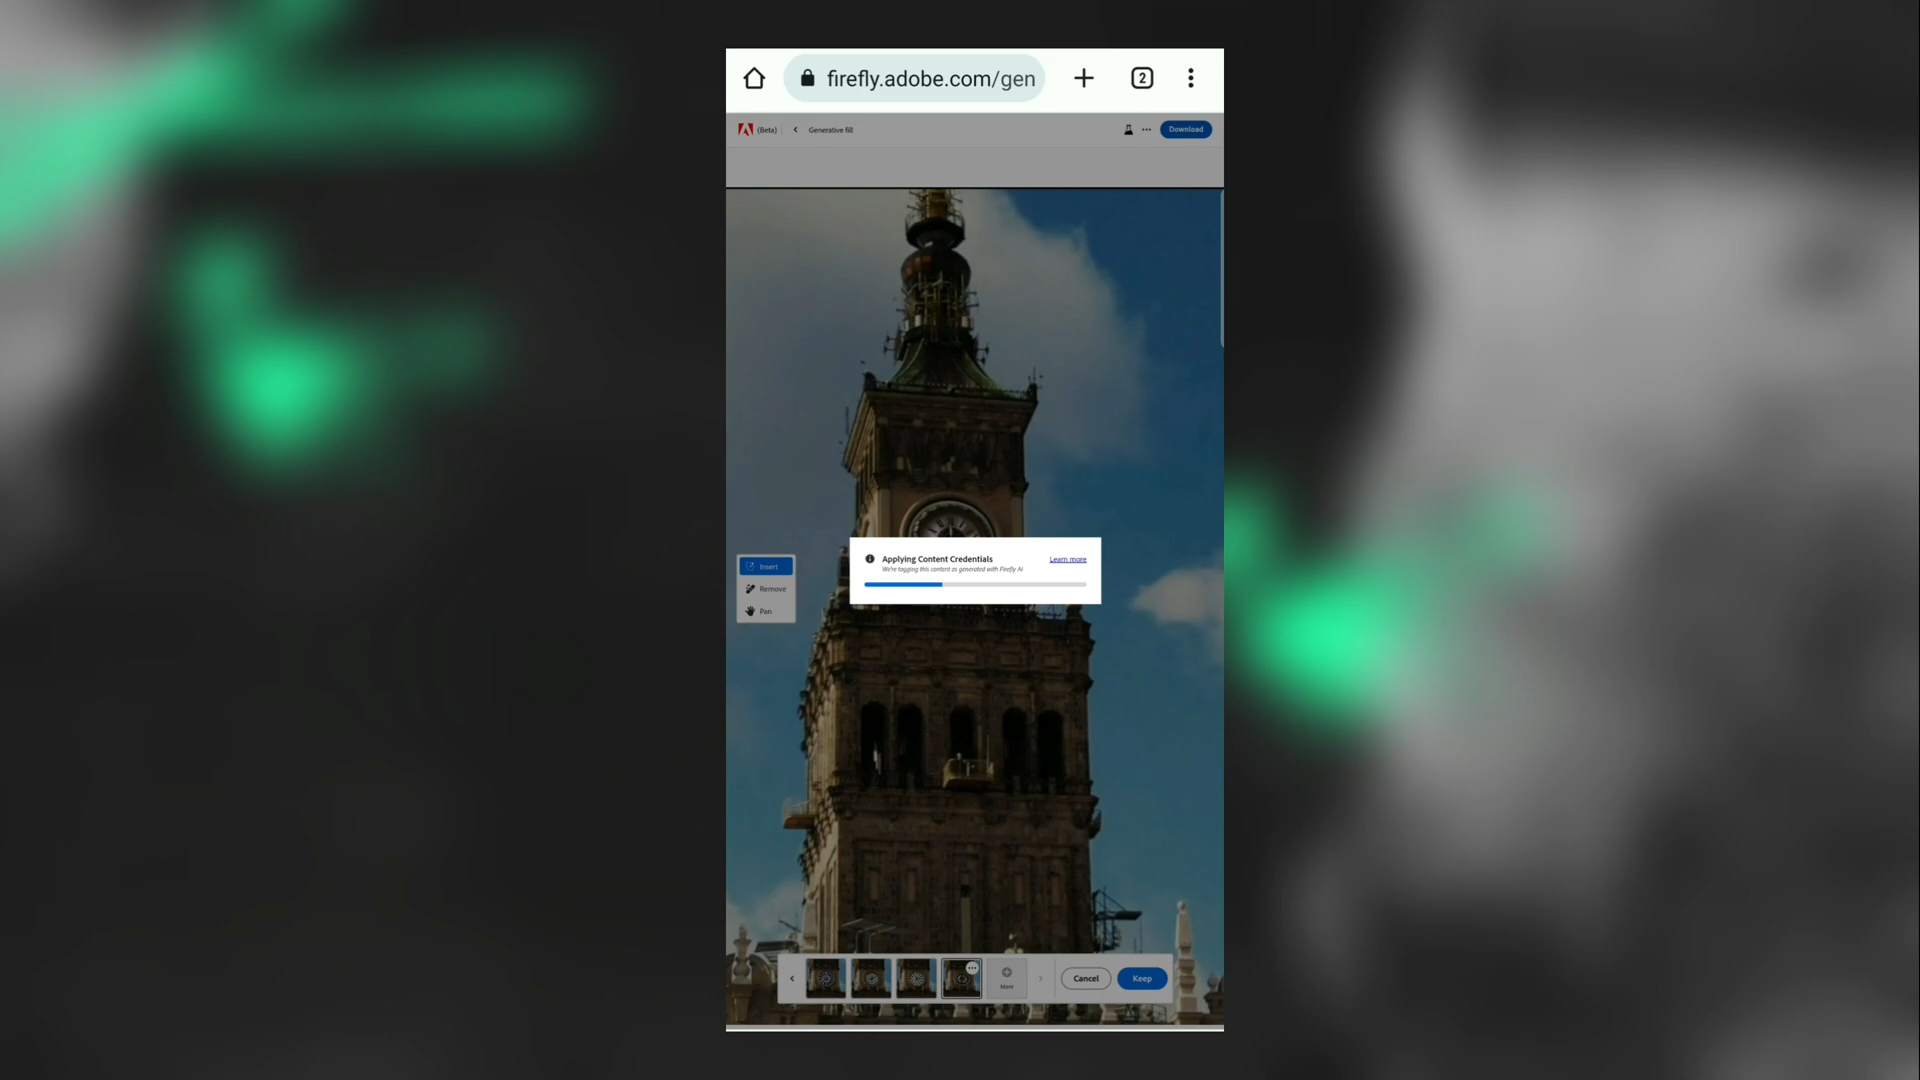 firefly.adobe.com/gen
2
(Beta)
Generative fill
Download
Applying Content Credentials
Learn more
We're tagging this content as generated with Firefly AI
Insert
Remove
Pan
More
Cancel
Keep